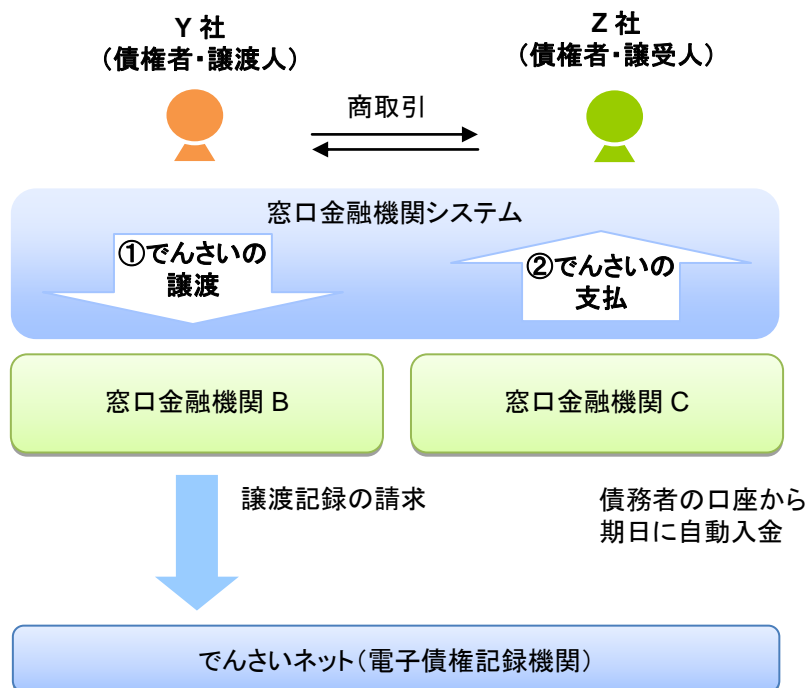 Y 社
(債権者・譲渡人)
Z 社
(債権者・譲受人)
商取引
窓口金融機関システム
①でんさいの
譲渡
②でんさいの
支払
窓口金融機関 B
窓口金融機関 C
譲渡記録の請求
債務者の口座から
期日に自動入金
でんさいネット(電子債権記録機関)